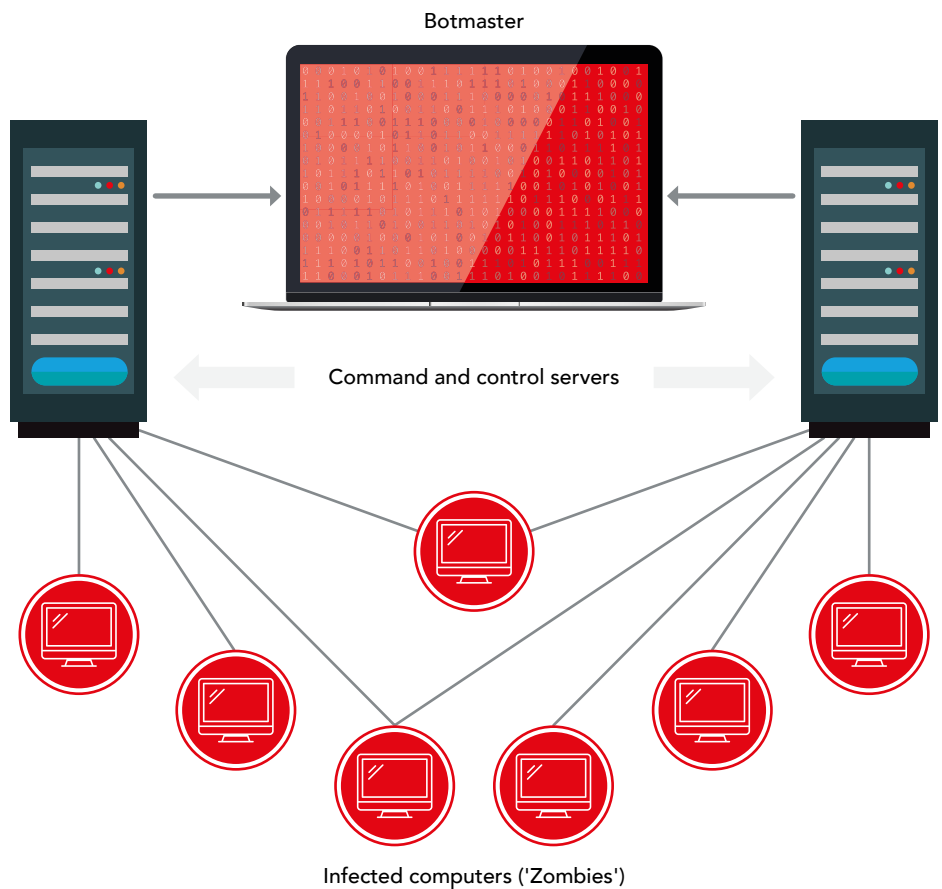 Botmaster
Command and control servers
Infected computers ('Zombies')